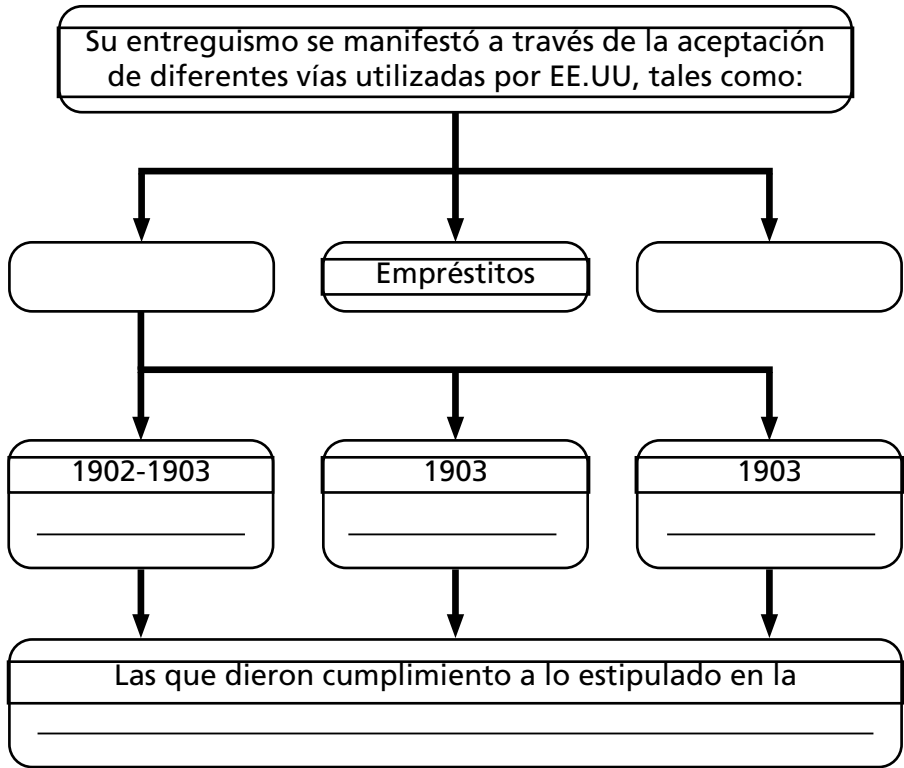 Su entreguismo se manifestó a través de la aceptación
de diferentes vías utilizadas por EE.UU, tales como:
Empréstitos
1902-1903
1903
1903
Las que dieron cumplimiento a lo estipulado en la